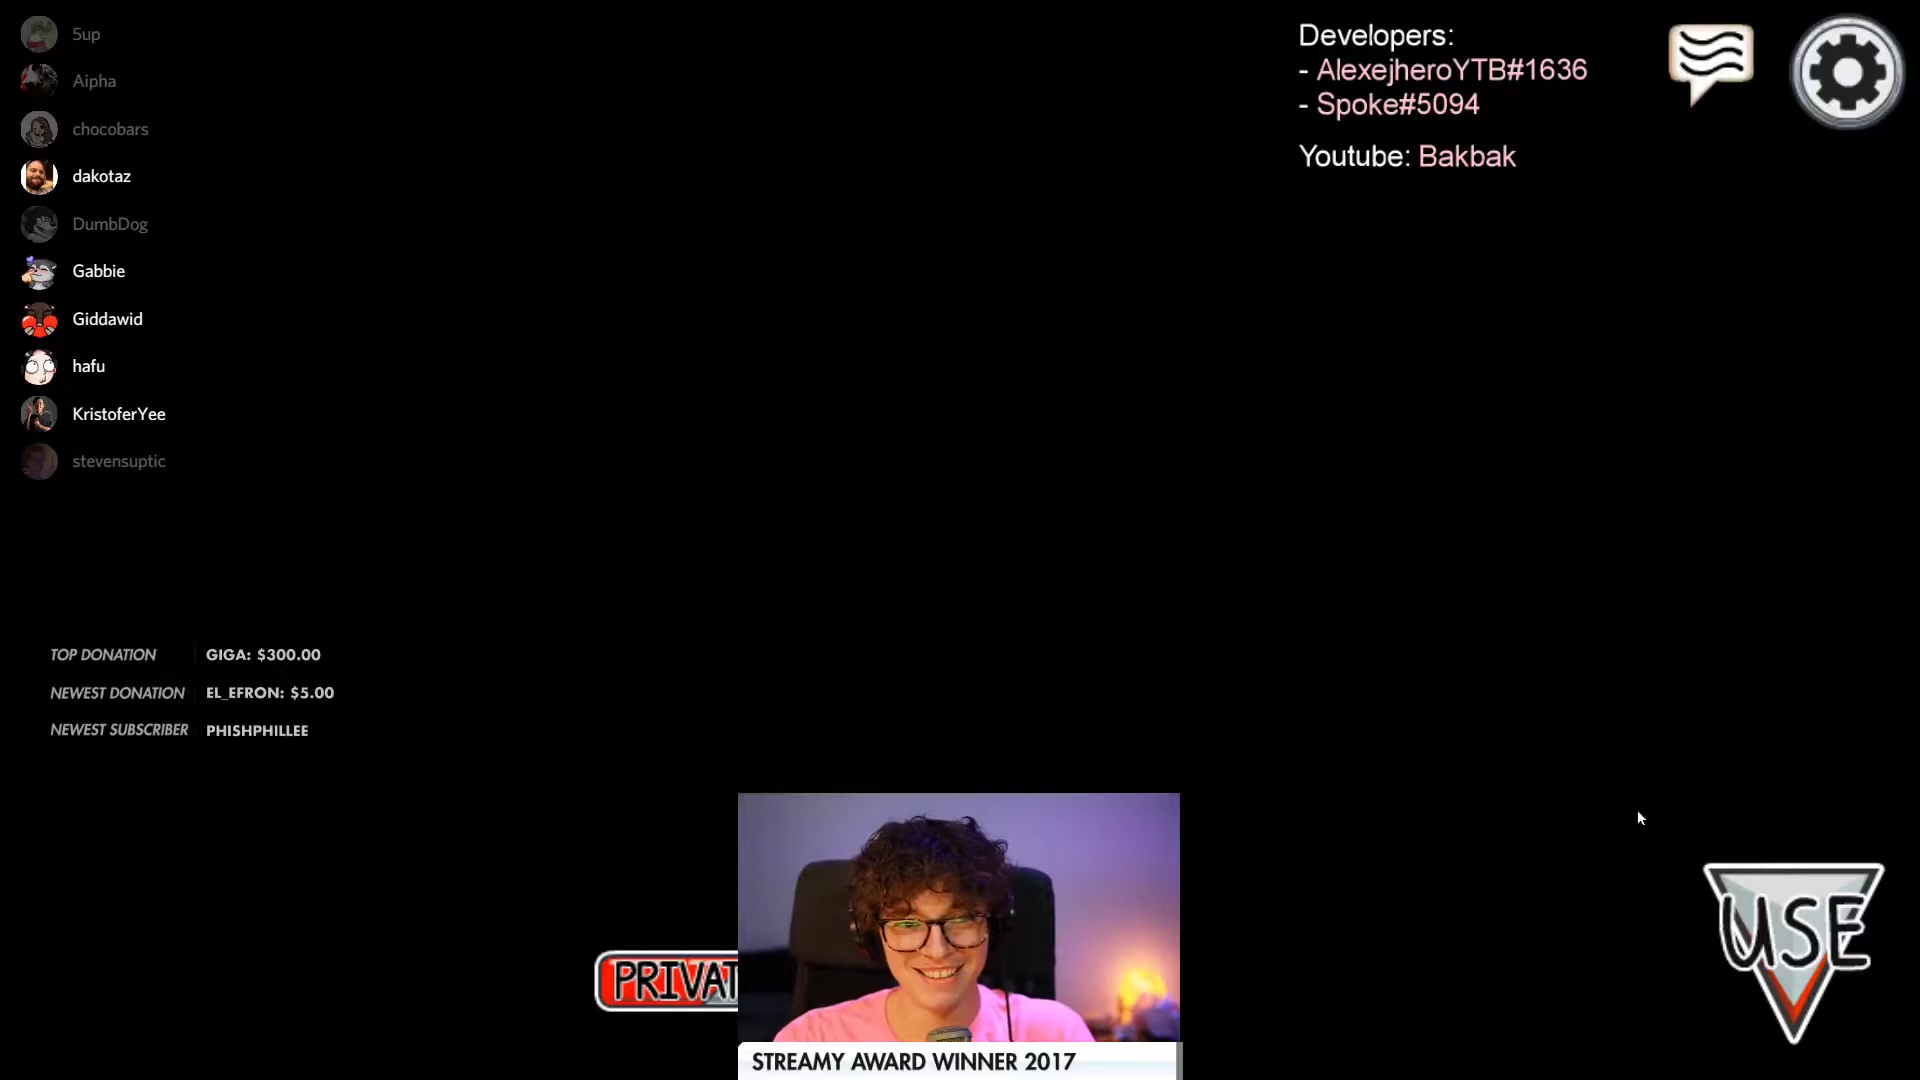 5up
Aipha
chocobars
dakotaz
DumbDog
Gabbie
Giddawid
hafu
KristoferYee
stevensuptic
Developers:
- AlexejheroYTB#1636
- Spoke#5094
Youtube: Bakbak
TOP DONATION GIGA: $300.00
NEWEST DONATION EL_EFRON: $5.00
NEWEST SUBSCRIBER PHISHPHILLEE
PRIVAT
USE
STREAMY AWARD WINNER 2017